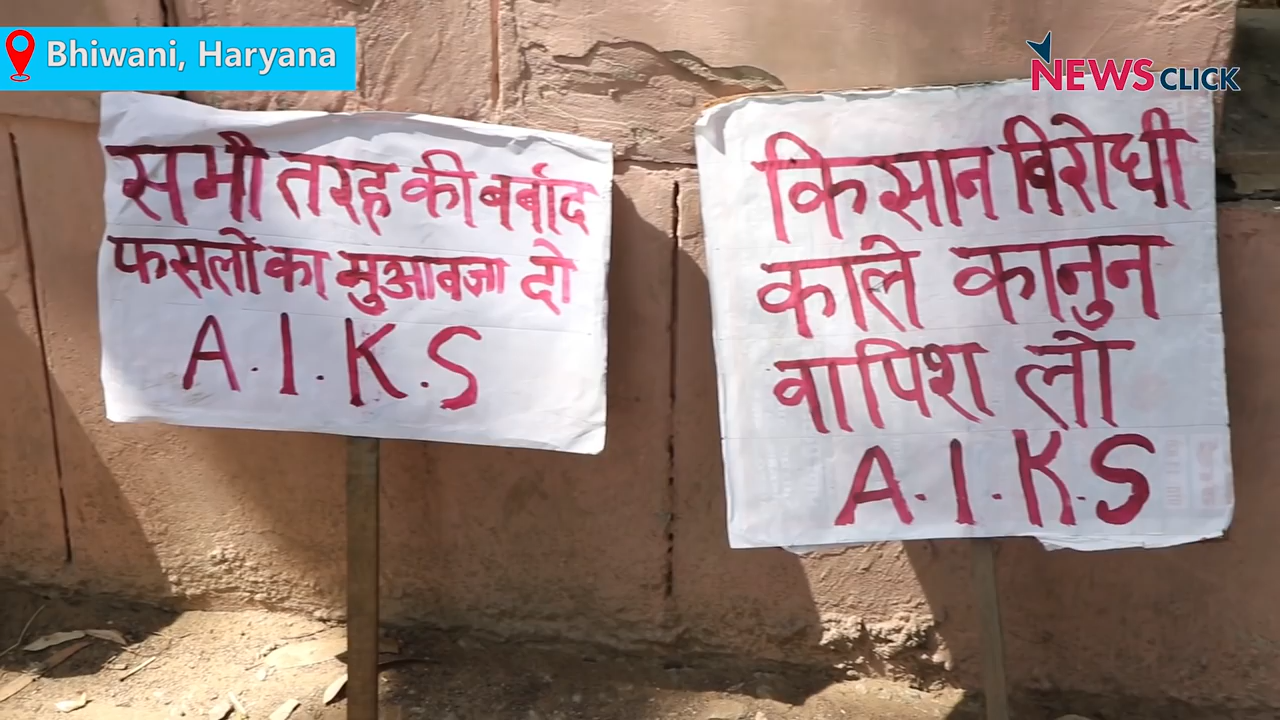 Bhiwani, Haryana
NEWSCLICK
सभी तरह की बर्बाद
फसलों का मुआवजा दो
A.I.K.S
किसान विरोधी
काले कानुन
वापिश लो
A.I.K.S